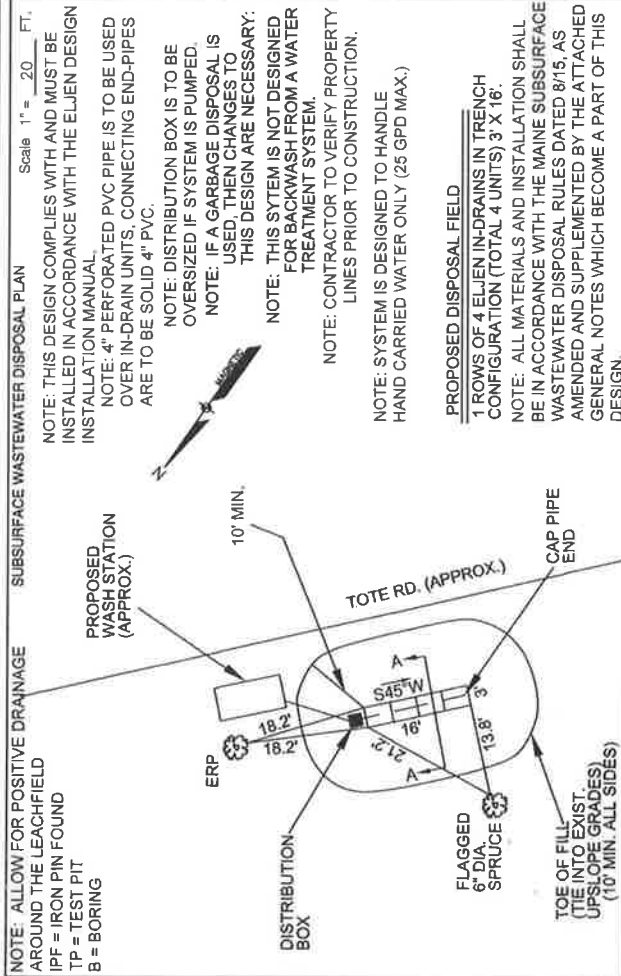 SUBSURFACE WASTEWATER DISPOSAL PLAN
Scale 1" = 20 FT.
NOTE: ALLOW FOR POSITIVE DRAINAGE
AROUND THE LEACHFIELD
IPF = IRON PIN FOUND
TP = TEST PIT
B = BORING
NOTE: THIS DESIGN COMPLIES WITH AND MUST BE
INSTALLED IN ACCORDANCE WITH THE ELJEN DESIGN
INSTALLATION MANUAL.
NOTE: 4" PERFORATED PVC PIPE IS TO BE USED
OVER IN-DRAIN UNITS, CONNECTING END-PIPES
ARE TO BE SOLID 4" PVC.
NOTE: DISTRIBUTION BOX IS TO BE
OVERSIZED IF SYSTEM IS PUMPED.
NOTE: IF A GARBAGE DISPOSAL IS
USED, THEN CHANGES TO
THIS DESIGN ARE NECESSARY:
NOTE: THIS SYTEM IS NOT DESIGNED
FOR BACKWASH FROM A WATER
TREATMENT SYSTEM.
NOTE: CONTRACTOR TO VERIFY PROPERTY
LINES PRIOR TO CONSTRUCTION.
NOTE: SYSTEM IS DESIGNED TO HANDLE
HAND CARRIED WATER ONLY (25 GPD MAX.)
PROPOSED DISPOSAL FIELD
1 ROWS OF 4 ELJEN IN-DRAINS IN TRENCH
CONFIGURATION (TOTAL 4 UNITS) 3' X 16'.
NOTE: ALL MATERIALS AND INSTALLATION SHALL
BE IN ACCORDANCE WITH THE MAINE SUBSURFACE
WASTEWATER DISPOSAL RULES DATED 8/15, AS
AMENDED AND SUPPLEMENTED BY THE ATTACHED
GENERAL NOTES WHICH BECOME A PART OF THIS
DESIGN.
N
MAGNETIC
PROPOSED
WASH STATION
(APPROX.)
10' MIN.
TOTE RD. (APPROX.)
ERP
18.2'
18.2'
S45°W
A
16'
21.2'
3'
13.8'
A
CAP PIPE
END
DISTRIBUTION
BOX
FLAGGED
6" DIA.
SPRUCE
TOE OF FILL
(TIE INTO EXIST.
UPSLOPE GRADES)
(10' MIN. ALL SIDES)